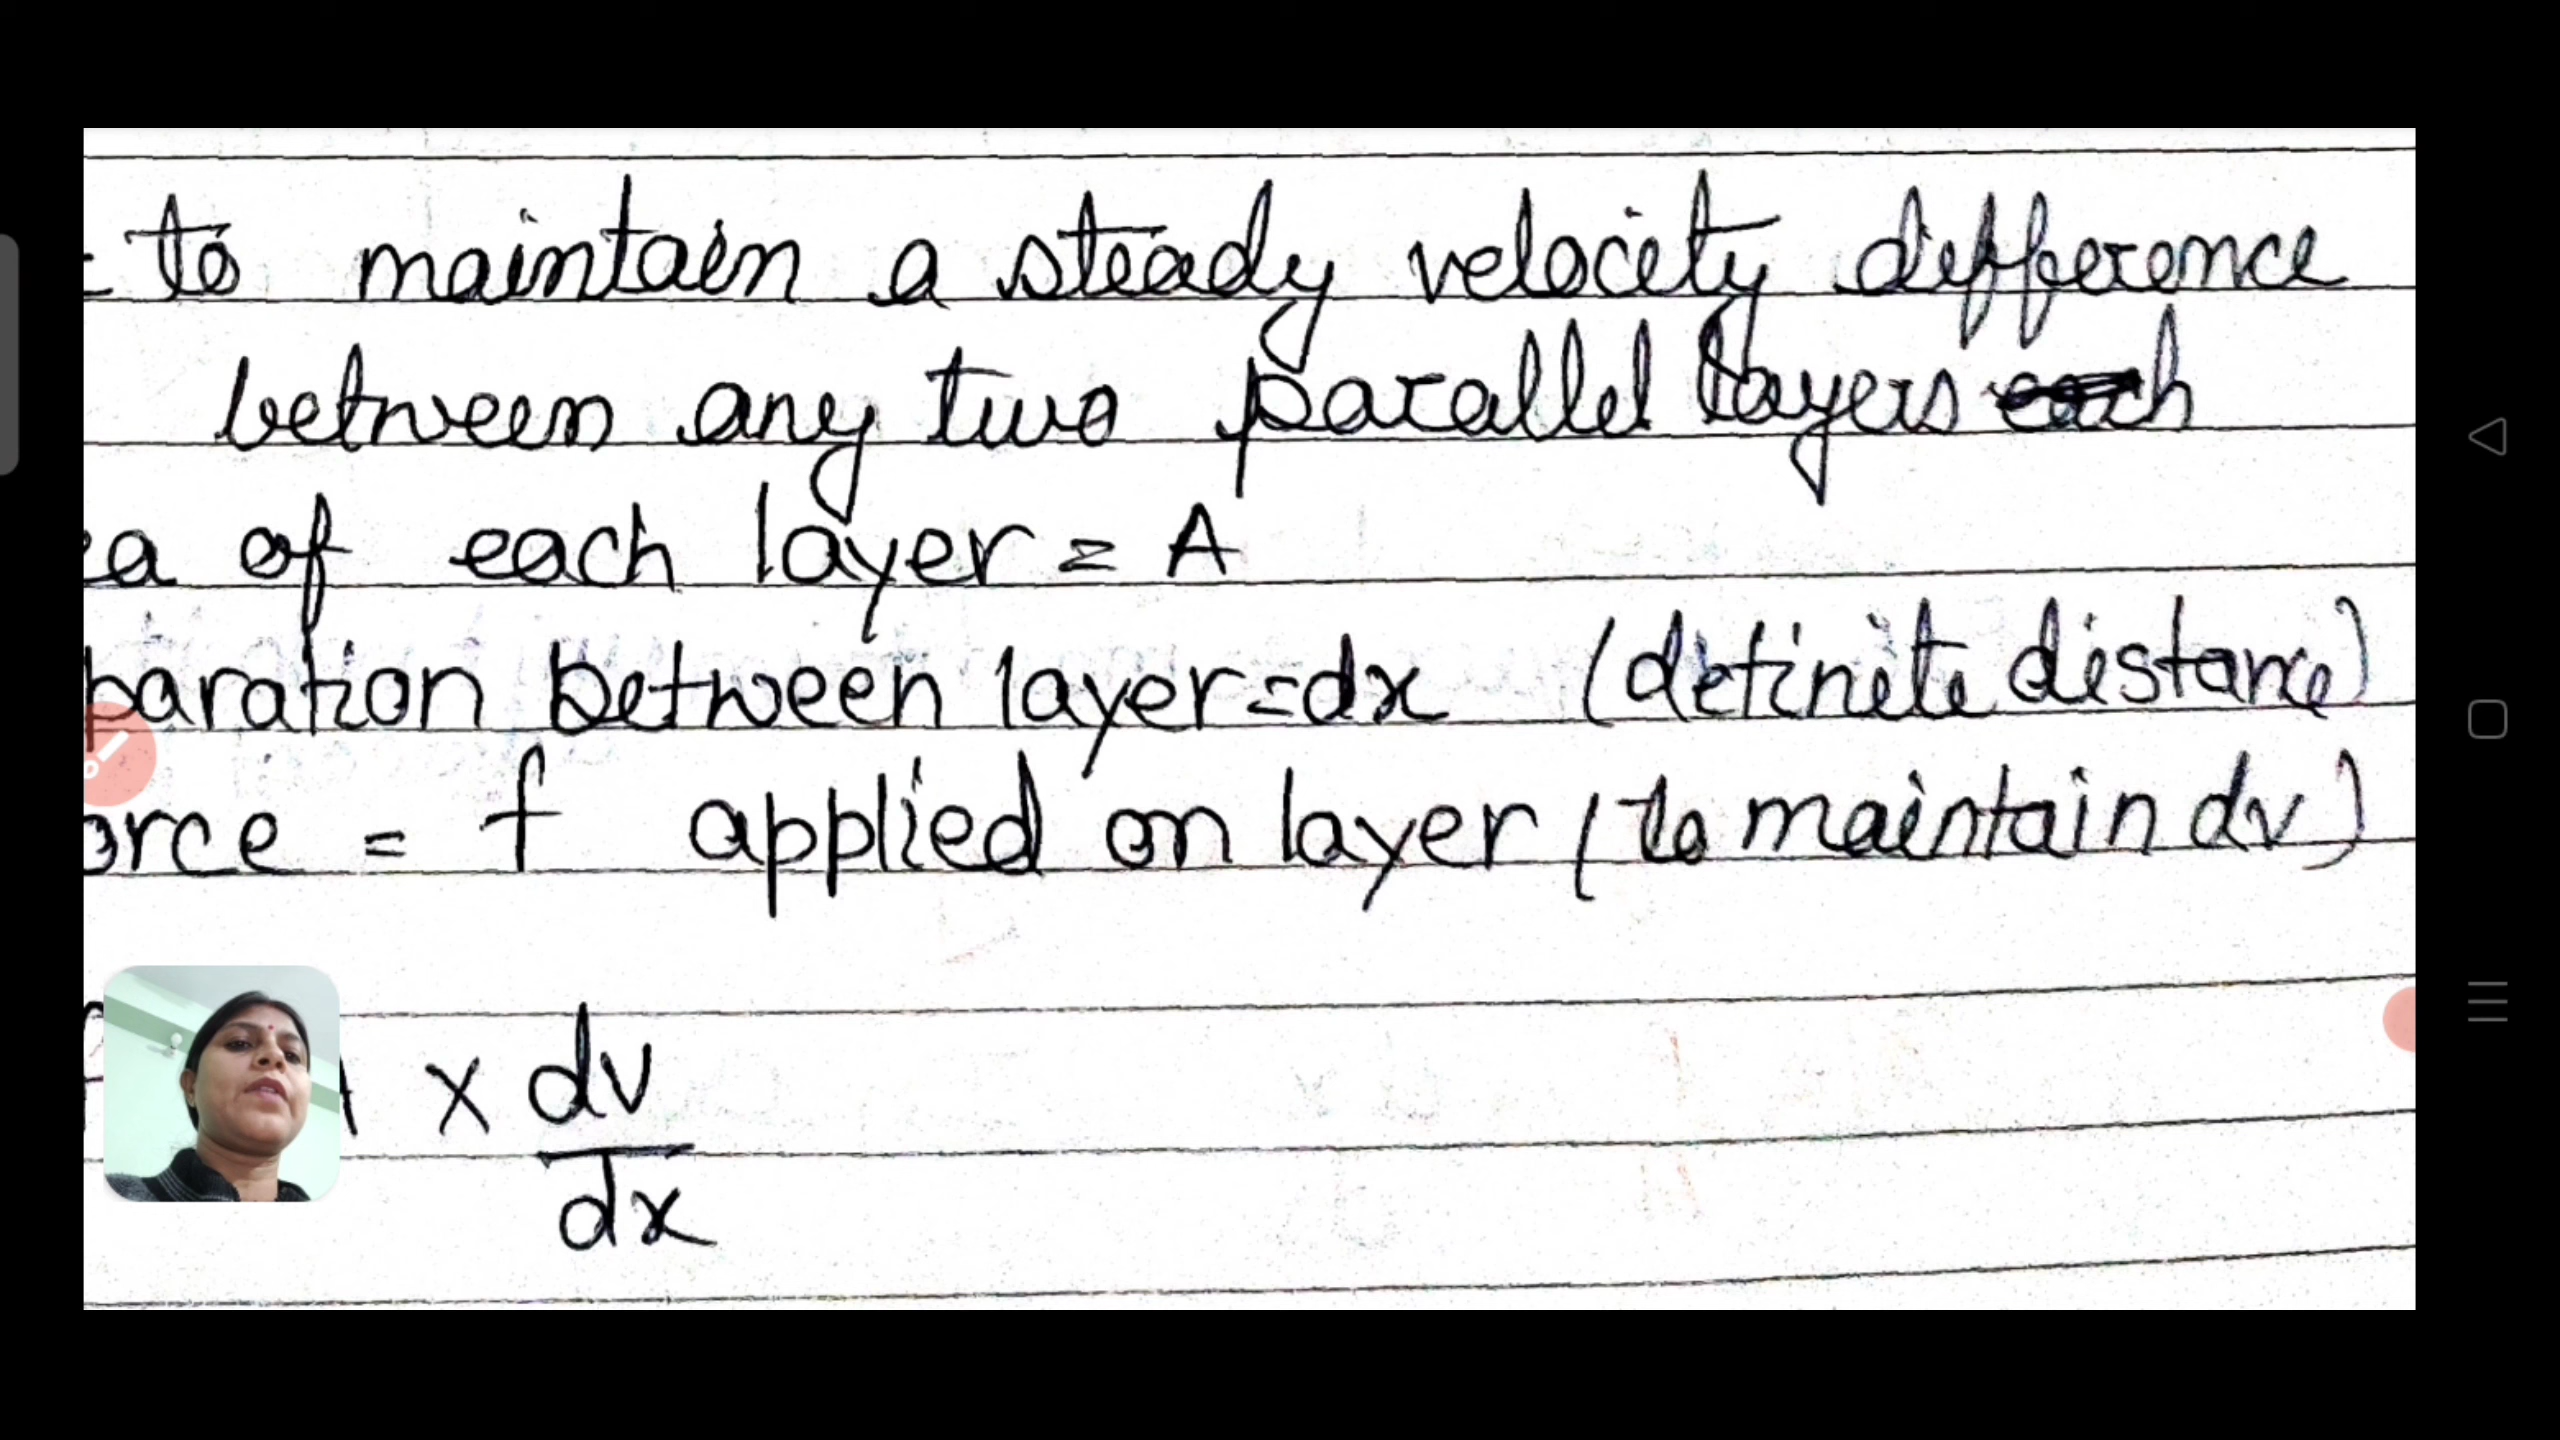 to maintain a steady velocity difference
between any two parallel layers
ea of each layer = A
paration between layer = dx (definite distance)
orce = f applied on layer (to maintain dv)
x dv
dx